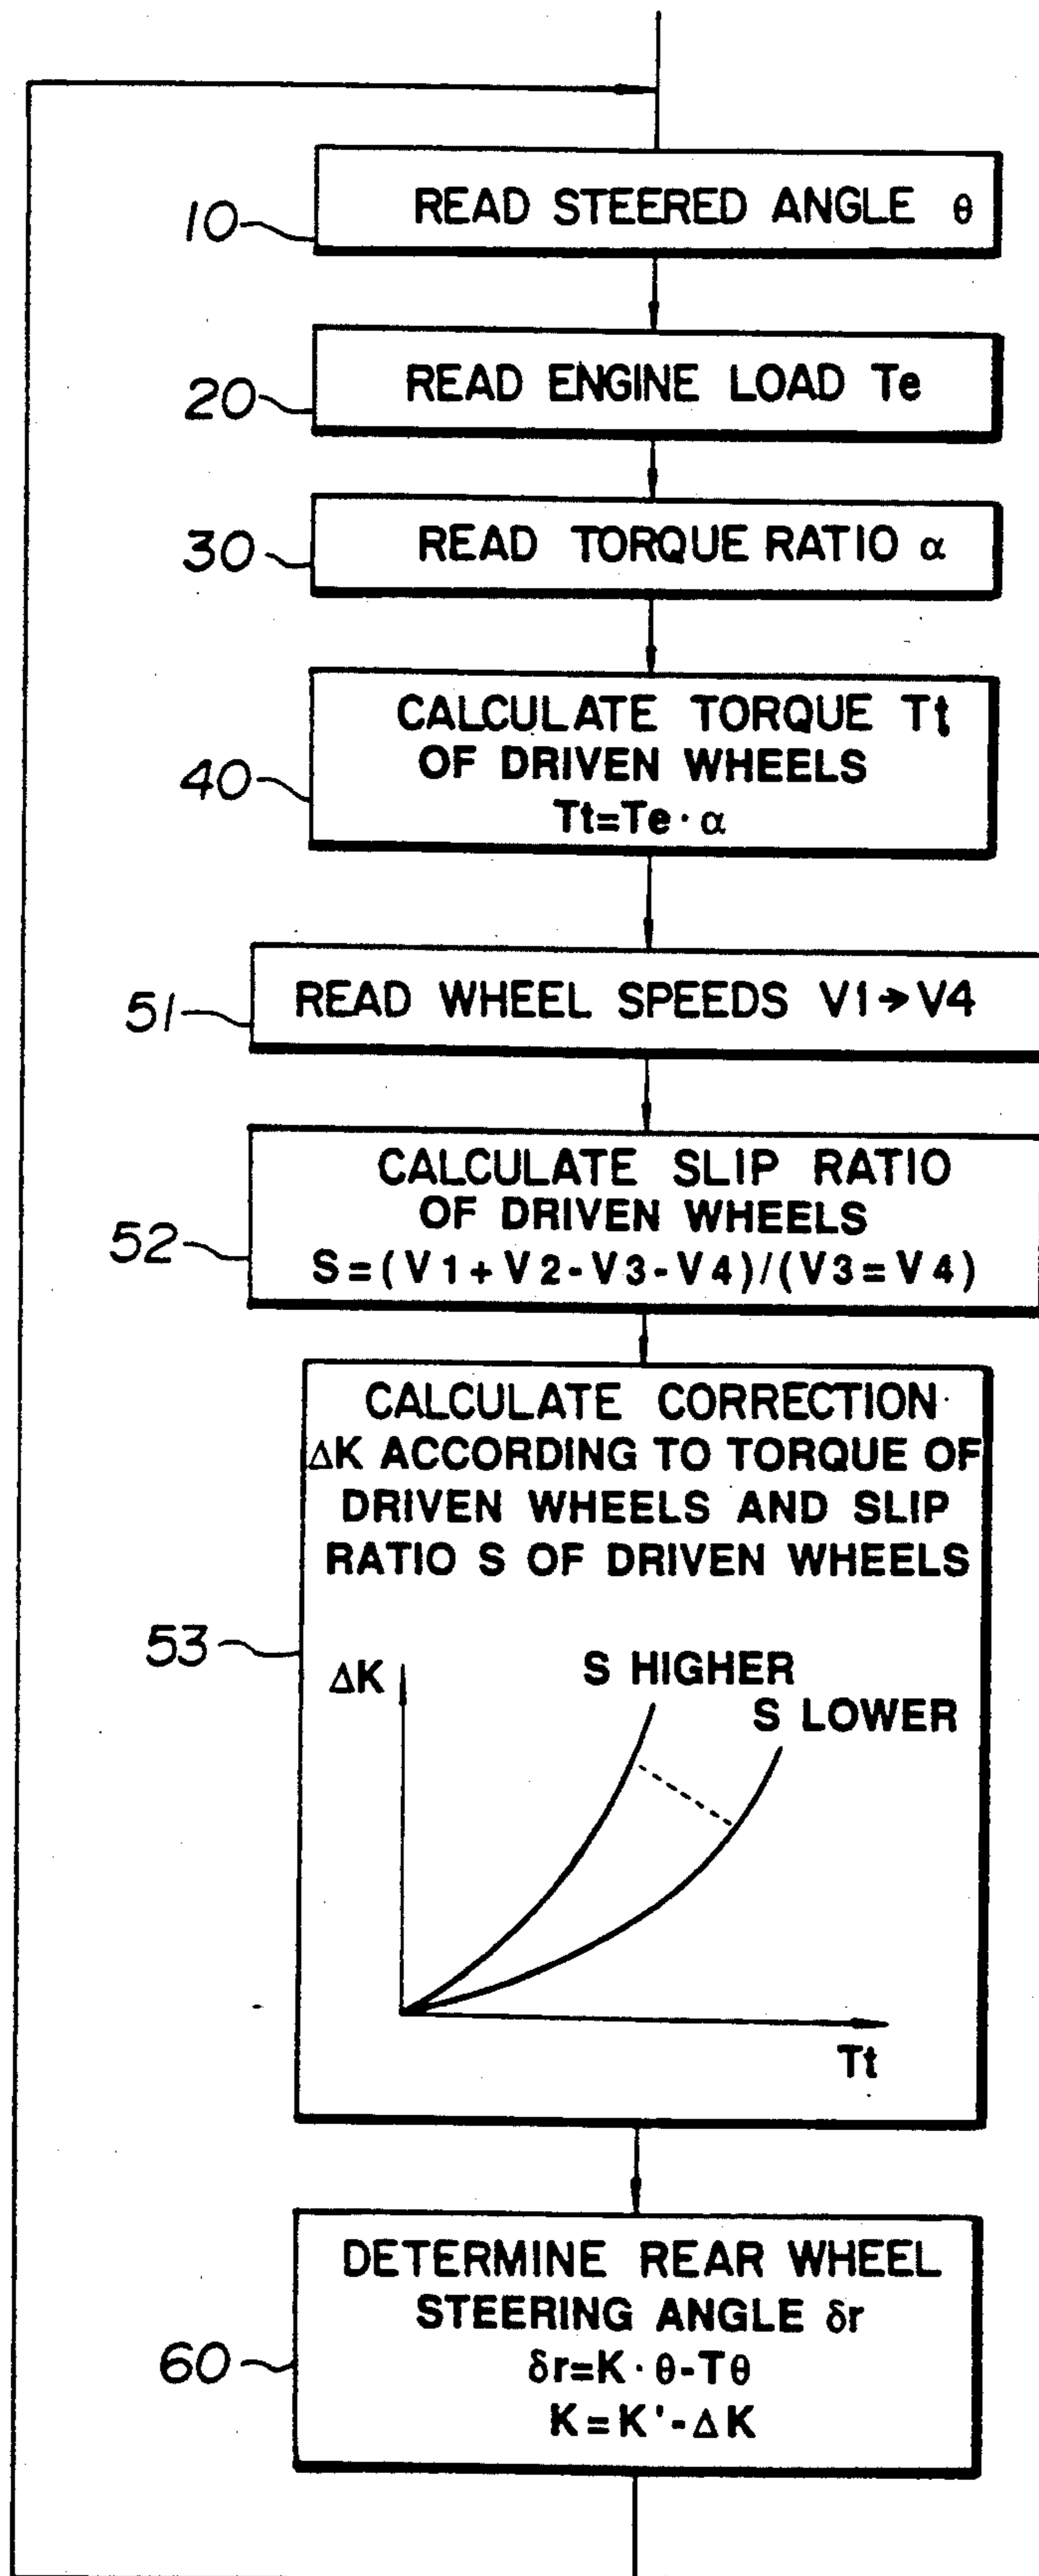 10
READ STEERED ANGLE θ
20
READ ENGINE LOAD Te
30
READ TORQUE RATIO α
40
CALCULATE TORQUE Tt
OF DRIVEN WHEELS
Tt=Te·α
51
READ WHEEL SPEEDS V1→V4
52
CALCULATE SLIP RATIO
OF DRIVEN WHEELS
S=(V1+V2-V3-V4)/(V3=V4)
53
CALCULATE CORRECTION
ΔK ACCORDING TO TORQUE OF
DRIVEN WHEELS AND SLIP
RATIO S OF DRIVEN WHEELS
ΔK
S HIGHER
S LOWER
Tt
60
DETERMINE REAR WHEEL
STEERING ANGLE δr
δr=K·θ-Tθ
K=K'-ΔK